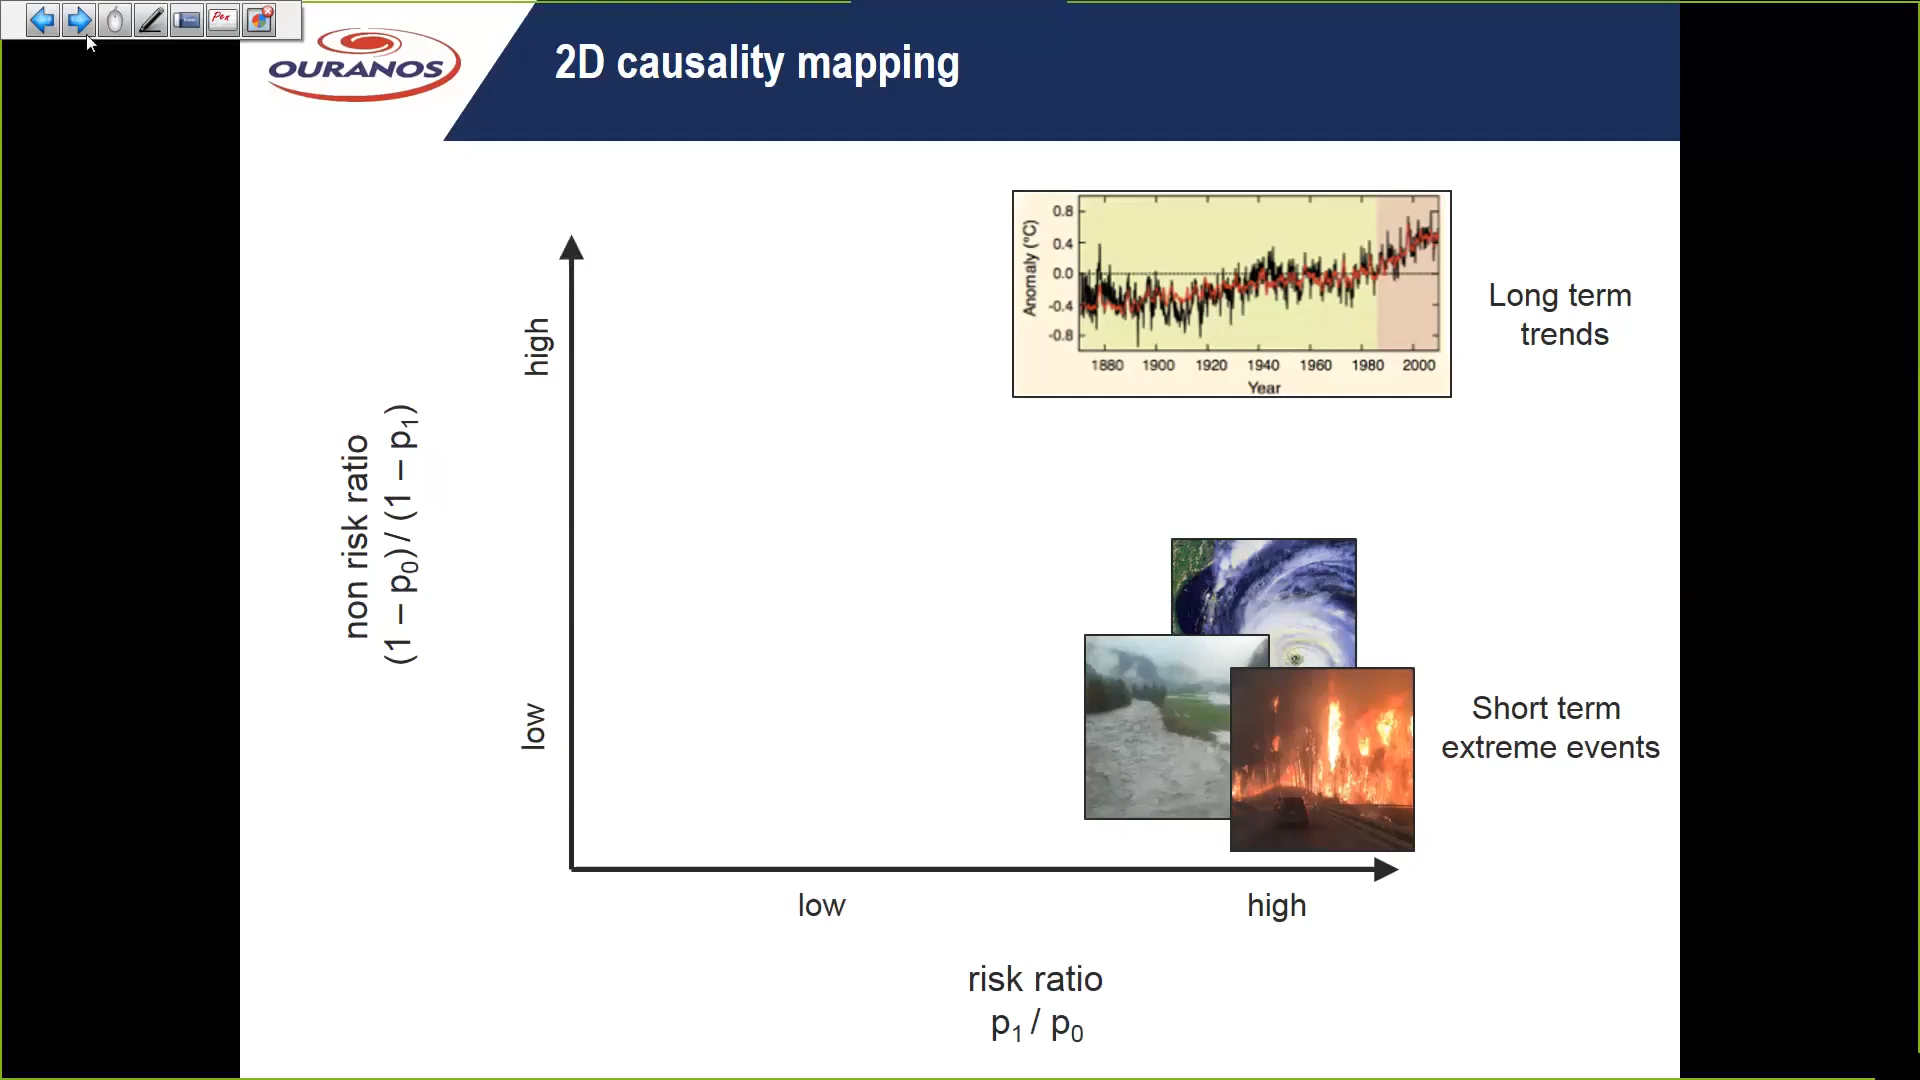 Pen
OURANOS
2D causality mapping
0.8
0.4
0.0
-0.4
-0.8
Anomaly (°C)
1880 1900 1920 1940 1960 1980 2000
Year
Long term
trends
high
low
non risk ratio
(1 – p0) / (1 – p1)
Short term
extreme events
low high
risk ratio
p1 / p0